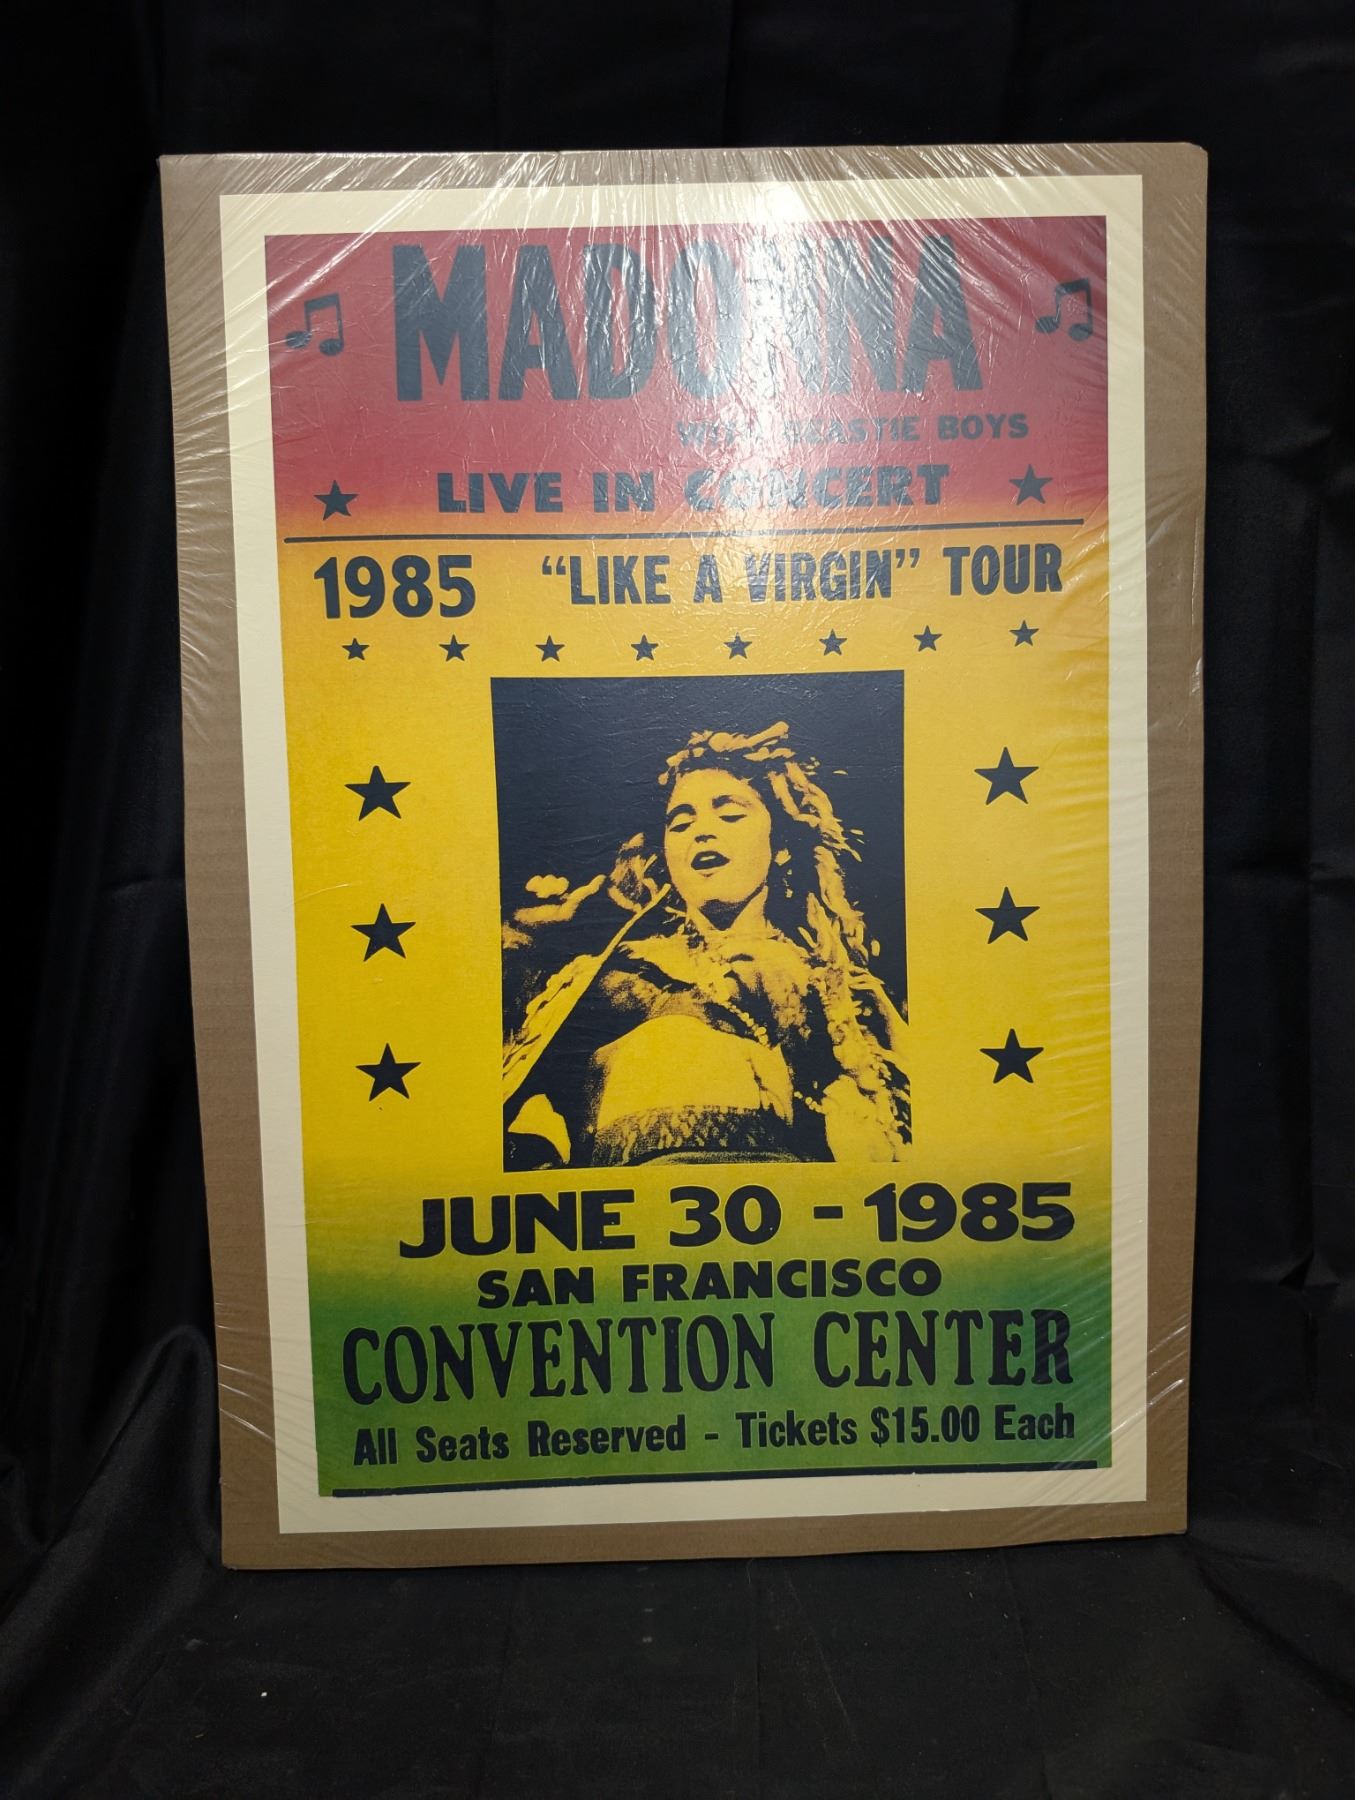 MADONNA
WITH BEASTIE BOYS
LIVE IN CONCERT
1985 "LIKE A VIRGIN" TOUR
JUNE 30 - 1985
SAN FRANCISCO
CONVENTION CENTER
All Seats Reserved - Tickets $15.00 Each